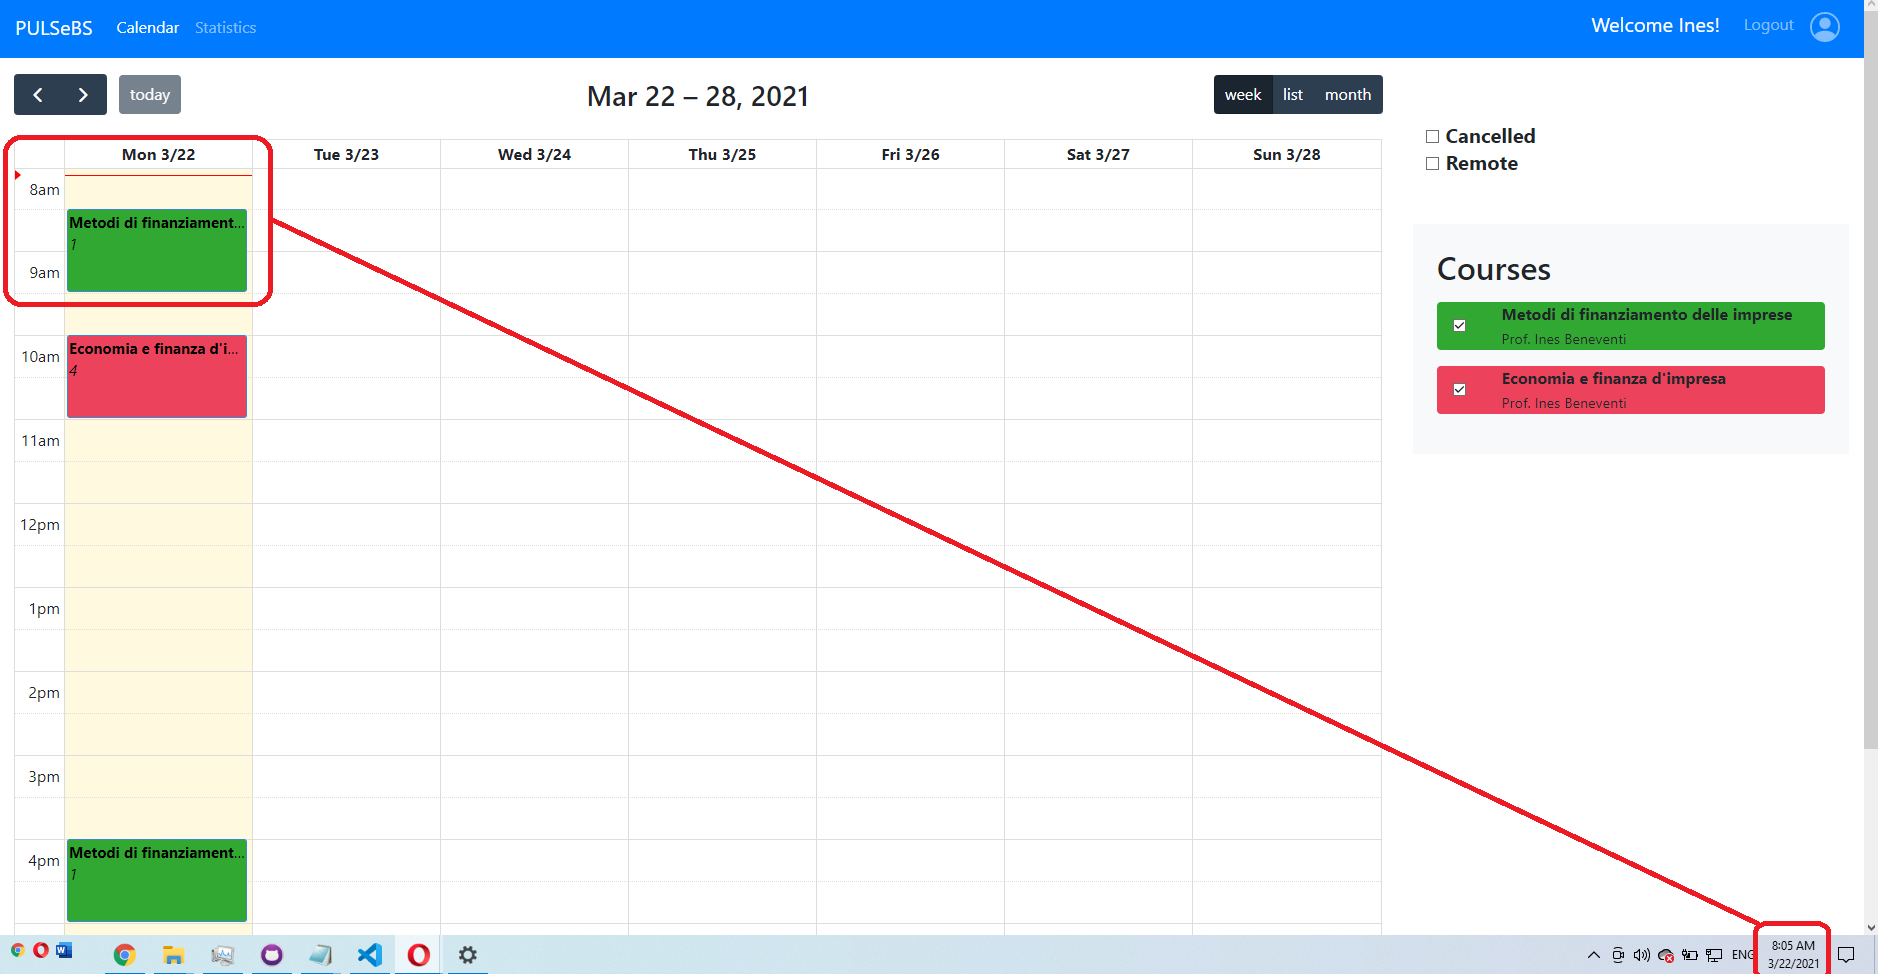 PULSeBS Calendar Statistics Welcome Ines! Logout
today Mar 22 – 28, 2021 week list month
Mon 3/22 Tue 3/23 Wed 3/24 Thu 3/25 Fri 3/26 Sat 3/27 Sun 3/28
8am
Metodi di finanziament...
1
9am
10am
Economia e finanza d'i...
4
11am
12pm
1pm
2pm
3pm
4pm
Metodi di finanziament...
1
Cancelled
Remote
Courses
Metodi di finanziamento delle imprese
Prof. Ines Beneventi
Economia e finanza d'impresa
Prof. Ines Beneventi
ENG
8:05 AM
3/22/2021